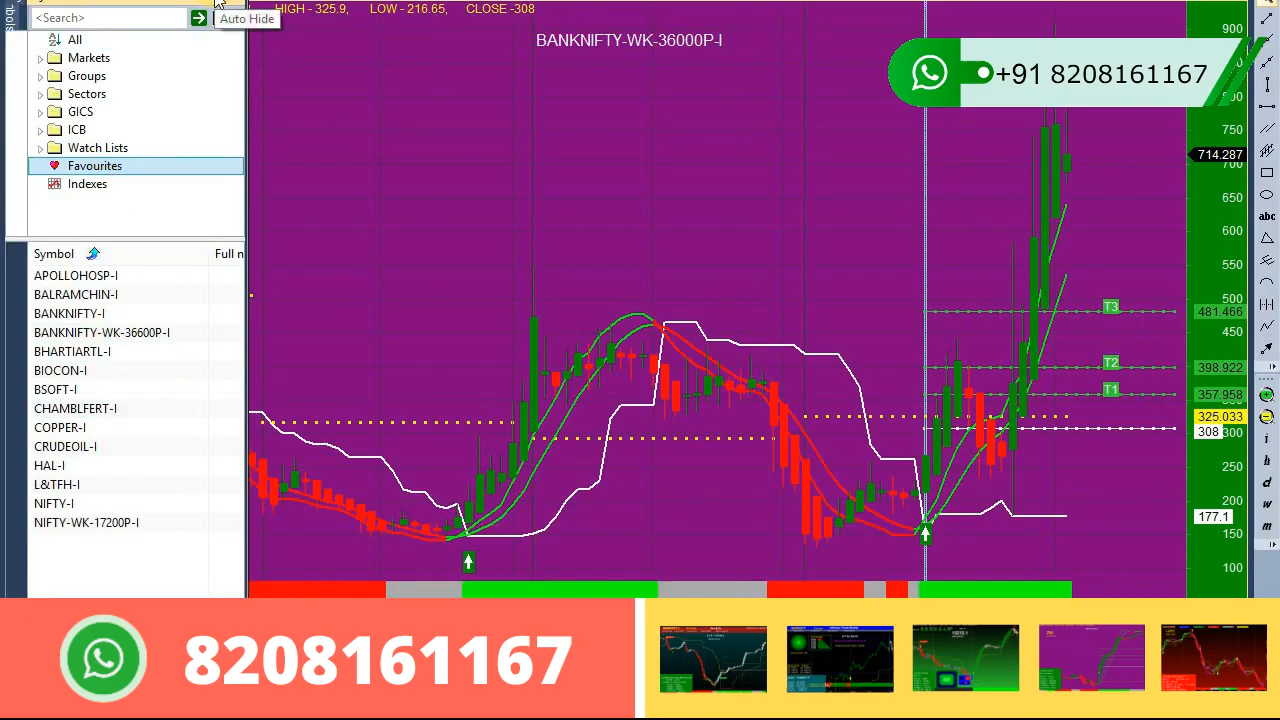 <Search>
Auto Hide
HIGH - 325.9, LOW - 216.65, CLOSE -308
BANKNIFTY-WK-36000P-I
+91 8208161167
All
Markets
Groups
Sectors
GICS
ICB
Watch Lists
Favourites
Indexes
Symbol Full n
APOLLOHOSP-I
BALRAMCHIN-I
BANKNIFTY-I
BANKNIFTY-WK-36600P-I
BHARTIARTL-I
BIOCON-I
CHAMBLFERT-I
COPPER-I
CRUDEOIL-I
HAL-I
L&TFH-I
NIFTY-I
NIFTY-WK-17200P-I
900
750
714.287
700
650
600
550
500
T3
481.466
450
T2
398.922
T1
357.958
325.033
308
300
250
200
177.1
150
100
abc
8208161167